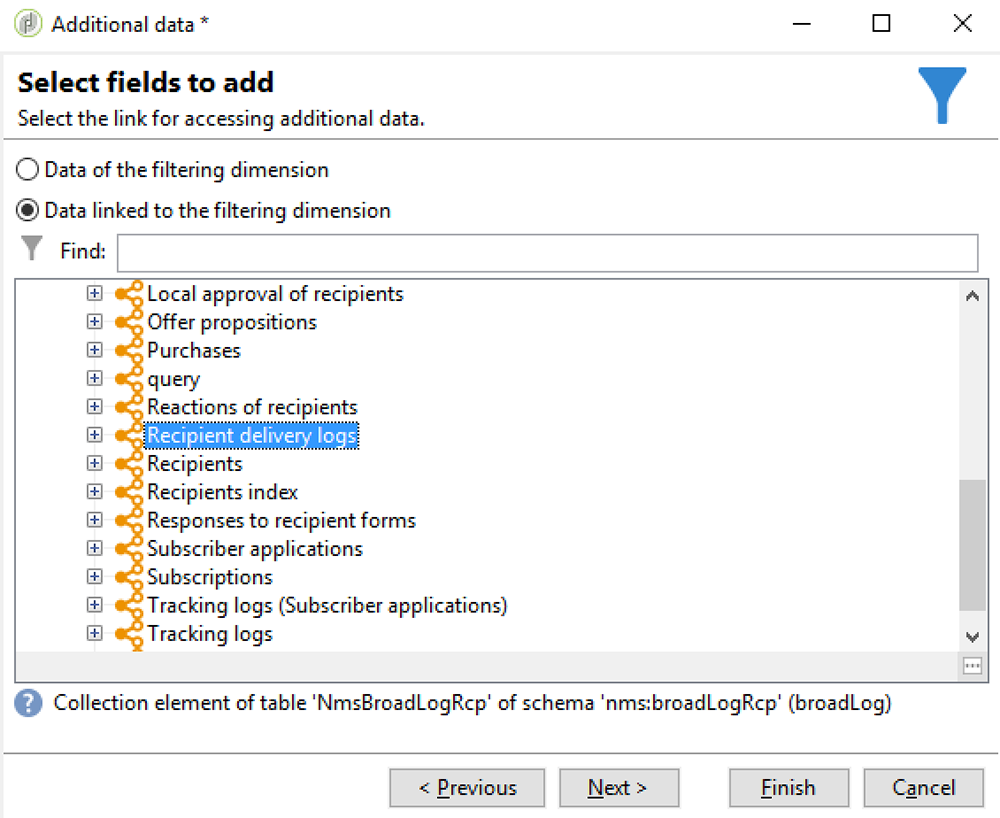 Additional data *
Select fields to add
Select the link for accessing additional data.
Data of the filtering dimension
Data linked to the filtering dimension
Find:
Local approval of recipients
Offer propositions
Purchases
query
Reactions of recipients
Recipient delivery logs
Recipients
Recipients index
Responses to recipient forms
Subscriber applications
Subscriptions
Tracking logs (Subscriber applications)
Tracking logs
Collection element of table 'NmsBroadLogRcp' of schema 'nms:broadLogRcp' (broadLog)
< Previous Next > Finish Cancel